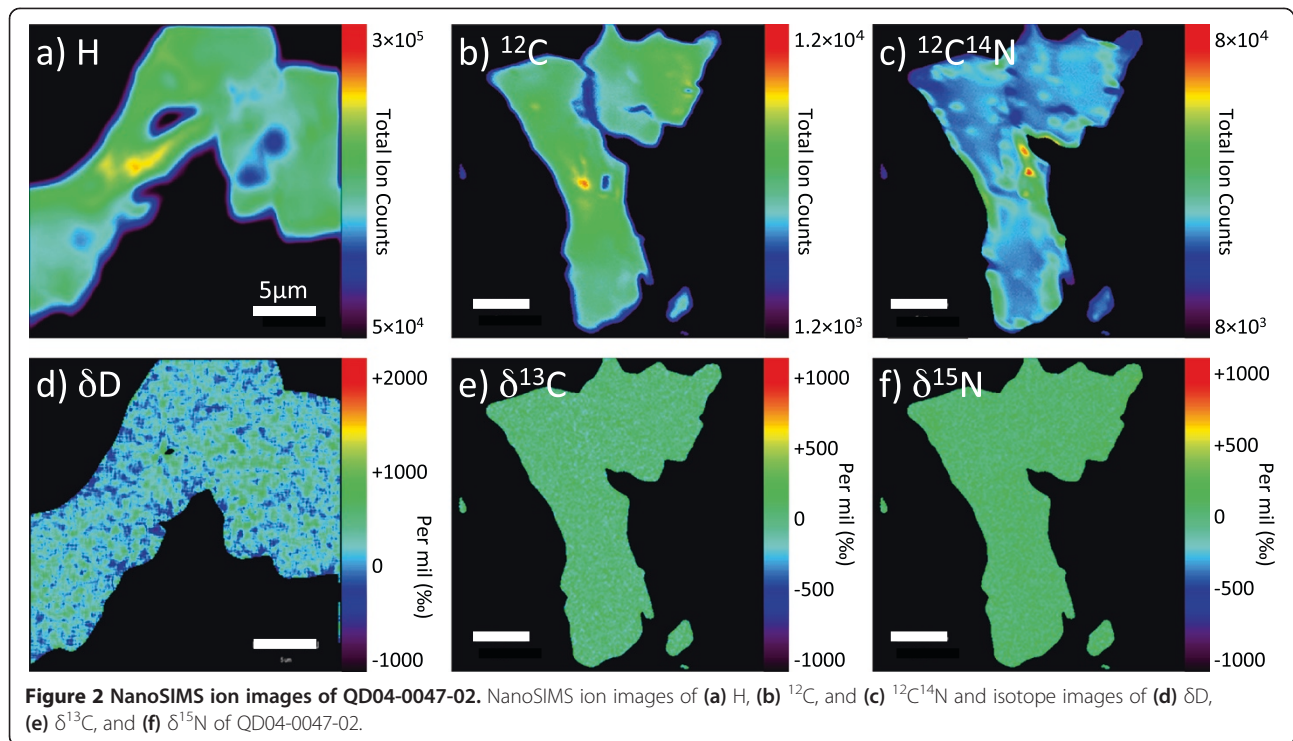 a) H
3×10⁵
Total Ion Counts
5μm
5×10⁴
b) ¹²C
1.2×10⁴
Total Ion Counts
1.2×10³
c) ¹²C¹⁴N
8×10⁴
Total Ion Counts
8×10³
d) δD
+2000
+1000
0
-1000
Per mil (‰)
5 um
e) δ¹³C
+1000
+500
0
-500
-1000
Per mil (‰)
f) δ¹⁵N
+1000
+500
0
-500
-1000
Per mil (‰)
Figure 2 NanoSIMS ion images of QD04-0047-02. NanoSIMS ion images of (a) H, (b) ¹²C, and (c) ¹²C¹⁴N and isotope images of (d) δD,
(e) δ¹³C, and (f) δ¹⁵N of QD04-0047-02.